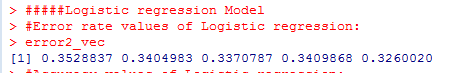 > #####Logistic regression Model
> #Error rate values of Logistic regression:
> error2_vec
[1] 0.3528837 0.3404983 0.3370787 0.3409868 0.3260020